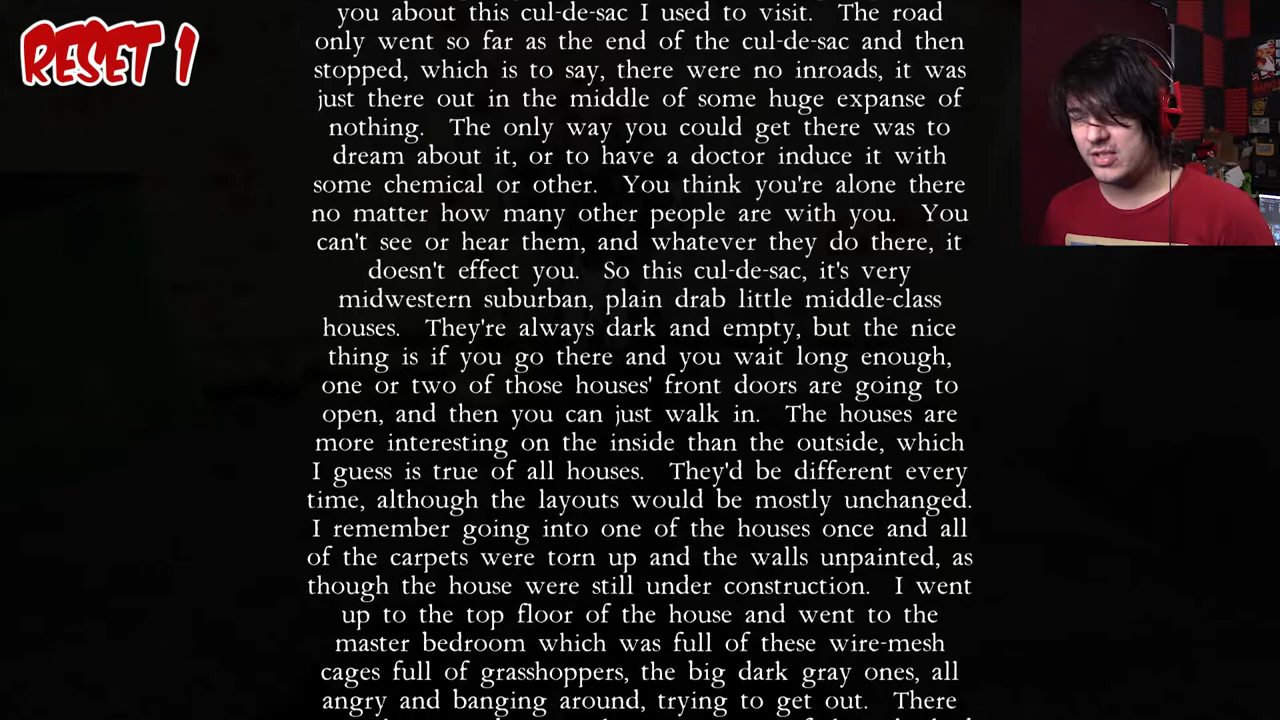 RESET 1
you about this cul-de-sac I used to visit. The road
only went so far as the end of the cul-de-sac and then
stopped, which is to say, there were no inroads, it was
just there out in the middle of some huge expanse of
nothing. The only way you could get there was to
dream about it, or to have a doctor induce it with
some chemical or other. You think you're alone there
no matter how many other people are with you. You
can't see or hear them, and whatever they do there, it
doesn't effect you. So this cul-de-sac, it's very
midwestern suburban, plain drab little middle-class
houses. They're always dark and empty, but the nice
thing is if you go there and you wait long enough,
one or two of those houses' front doors are going to
open, and then you can just walk in. The houses are
more interesting on the inside than the outside, which
I guess is true of all houses. They'd be different every
time, although the layouts would be mostly unchanged.
I remember going into one of the houses once and all
of the carpets were torn up and the walls unpainted, as
though the house were still under construction. I went
up to the top floor of the house and went to the
master bedroom which was full of these wire-mesh
cages full of grasshoppers, the big dark gray ones, all
angry and banging around, trying to get out. There